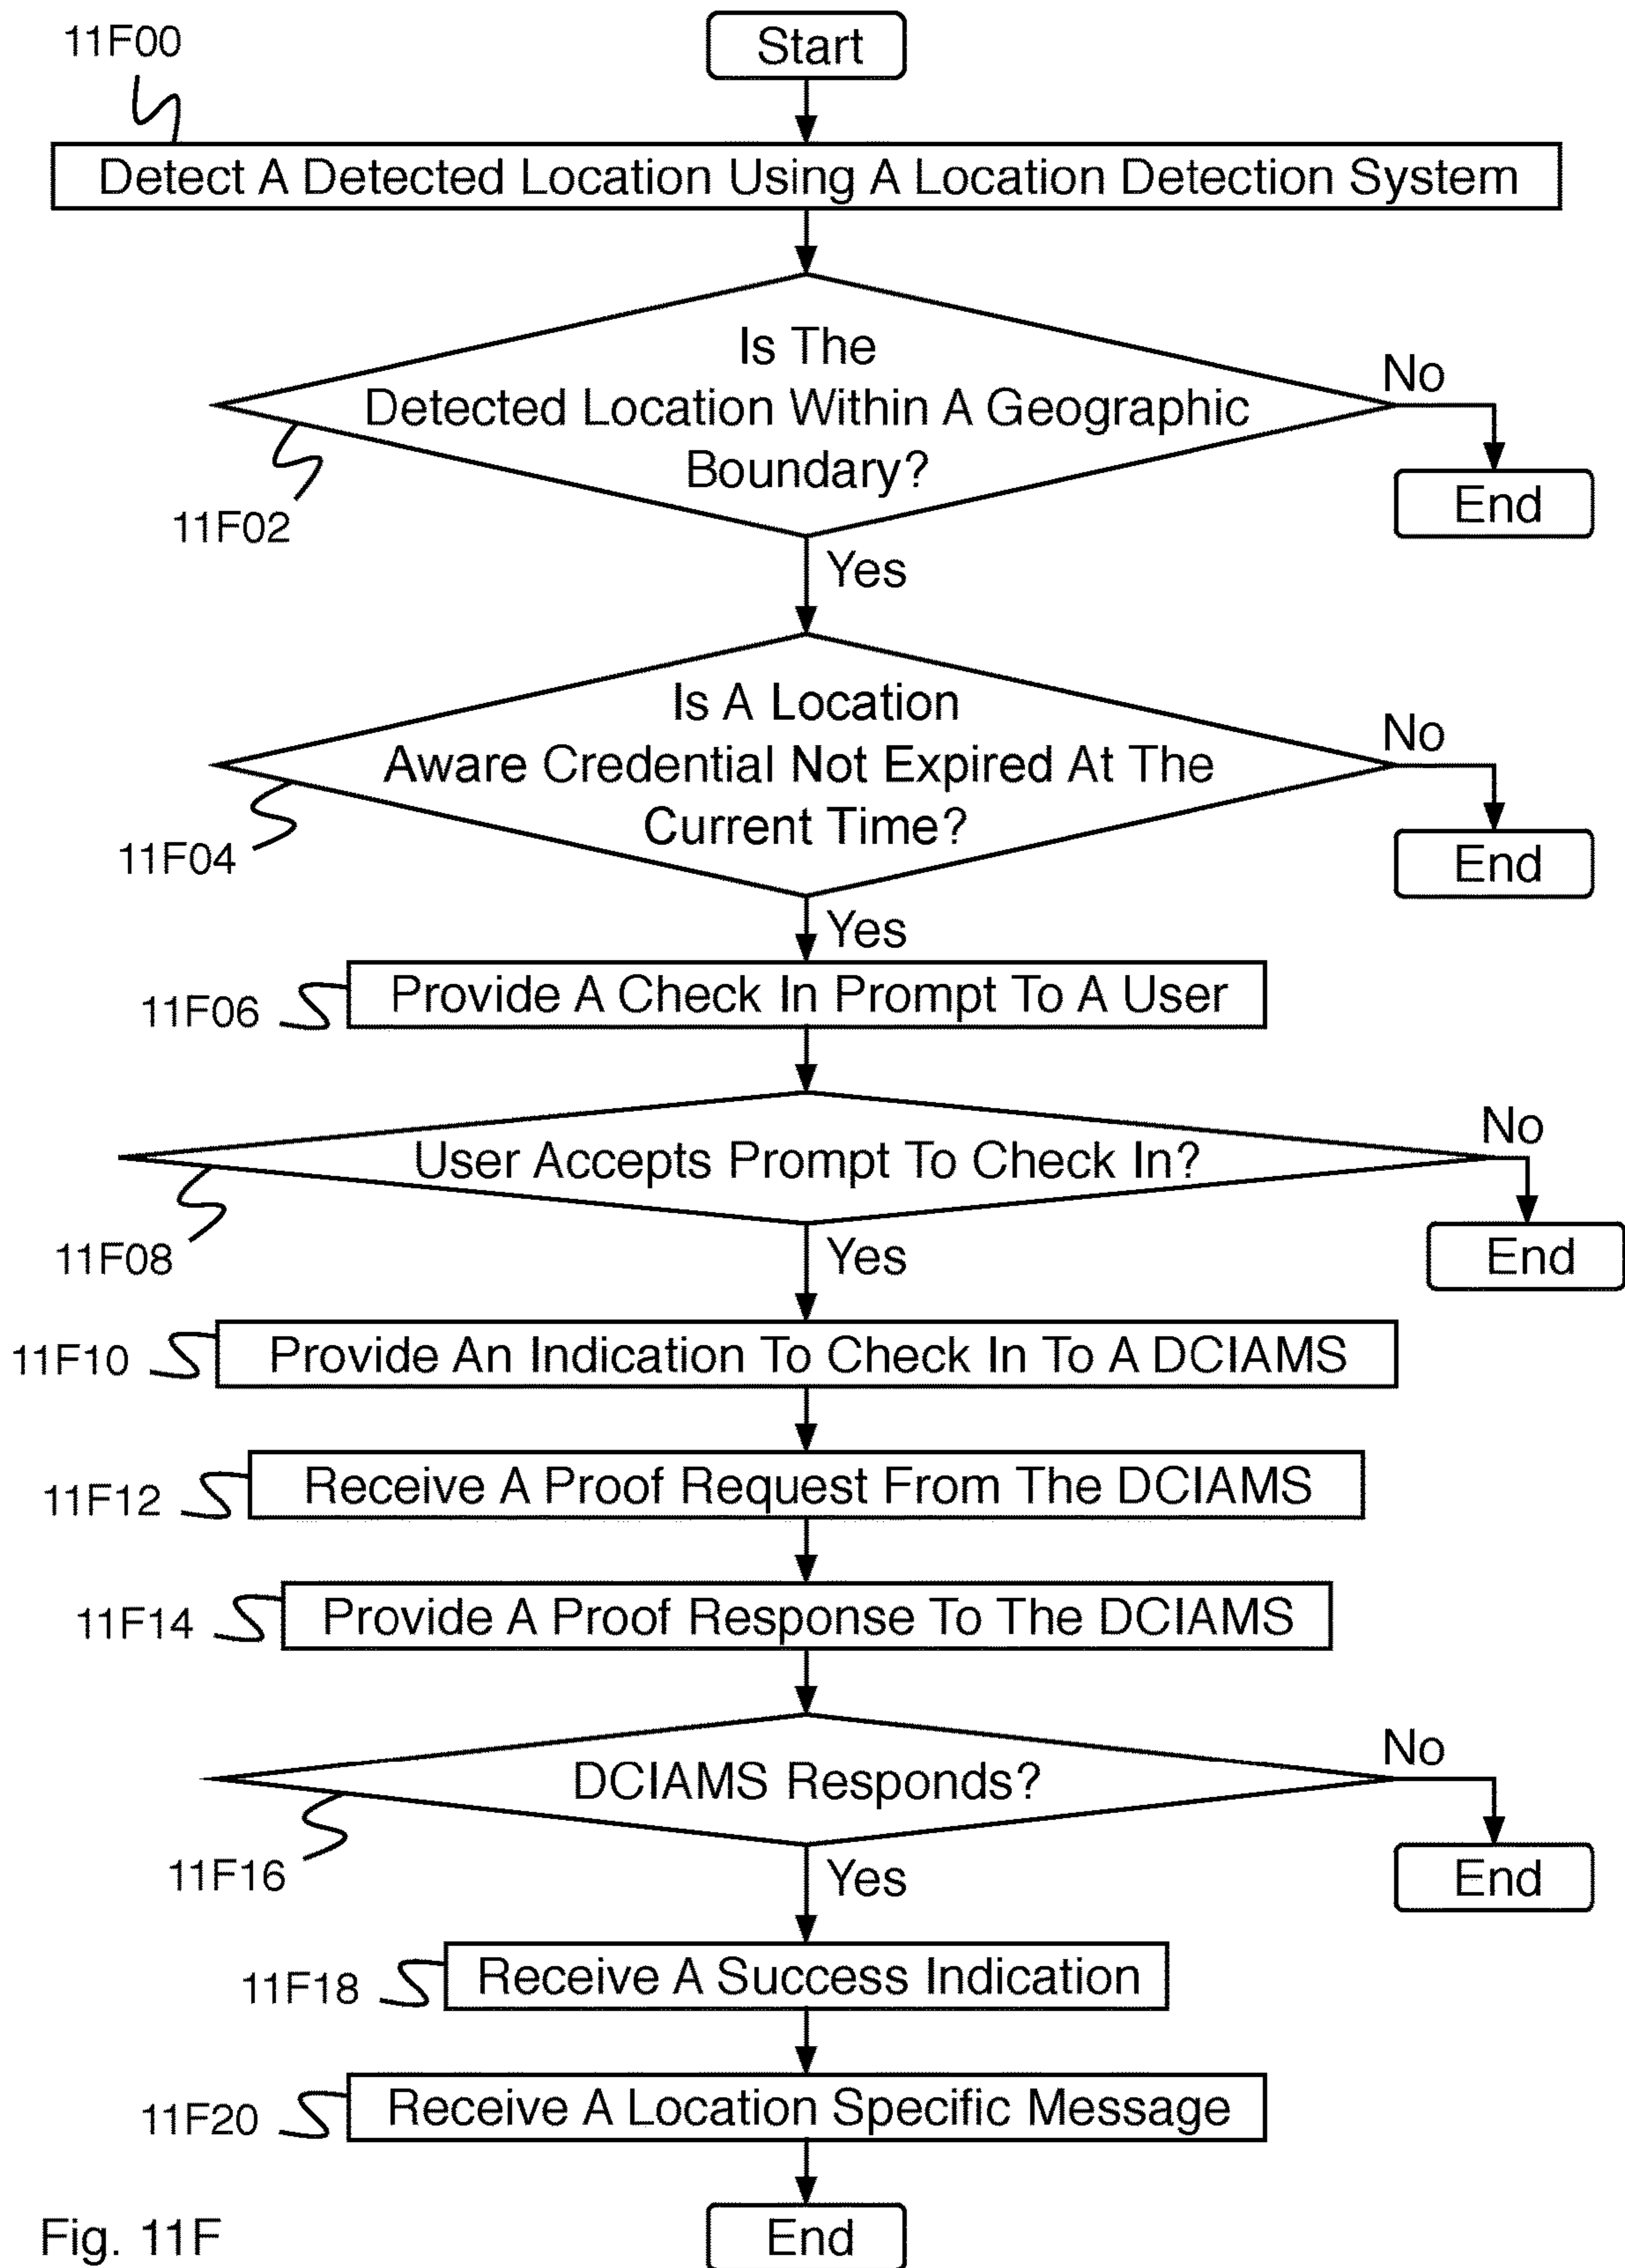 11F00
Start
Detect A Detected Location Using A Location Detection System
Is The
Detected Location Within A Geographic
Boundary?
No
End
11F02
Yes
Is A Location
Aware Credential Not Expired At The
Current Time?
No
End
11F04
Yes
11F06
Provide A Check In Prompt To A User
User Accepts Prompt To Check In?
No
End
11F08
Yes
11F10
Provide An Indication To Check In To A DCIAMS
11F12
Receive A Proof Request From The DCIAMS
11F14
Provide A Proof Response To The DCIAMS
DCIAMS Responds?
No
End
11F16
Yes
11F18
Receive A Success Indication
11F20
Receive A Location Specific Message
End
Fig. 11F